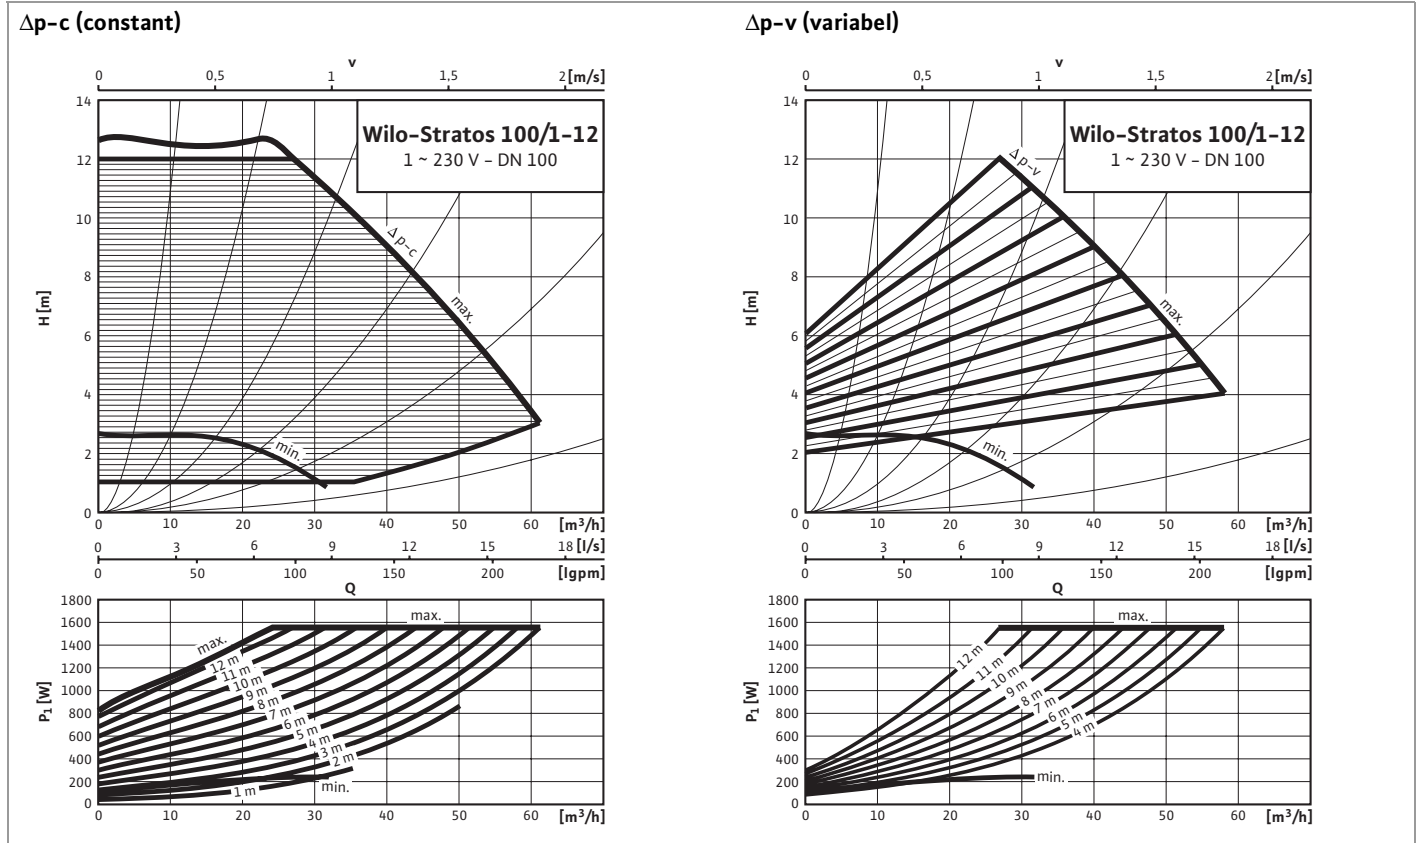 Δp-c (constant)
Δp-v (variabel)
v
0 0,5 1 1,5 2 [m/s]
v
0 0,5 1 1,5 2 [m/s]
Wilo-Stratos 100/1-12
1 ~ 230 V - DN 100
Δp-c
max.
min.
H [m]
14
12
10
8
6
4
2
0
0 10 20 30 40 50 60 [m³/h]
0 3 6 9 12 15 18 [l/s]
0 50 100 150 200 [Igpm]
Q
Wilo-Stratos 100/1-12
1 ~ 230 V - DN 100
Δp-v
max.
min.
H [m]
14
12
10
8
6
4
2
0
0 10 20 30 40 50 60 [m³/h]
0 3 6 9 12 15 18 [l/s]
0 50 100 150 200 [Igpm]
Q
P₁ [W]
1800
1600
1400
1200
1000
800
600
400
200
0
max.
max.
12 m
11 m
10 m
9 m
8 m
7 m
6 m
5 m
4 m
3 m
2 m
1 m
min.
0 10 20 30 40 50 60 [m³/h]
P₁ [W]
1800
1600
1400
1200
1000
800
600
400
200
0
max.
12 m
11 m
10 m
9 m
8 m
7 m
6 m
5 m
4 m
min.
0 10 20 30 40 50 60 [m³/h]